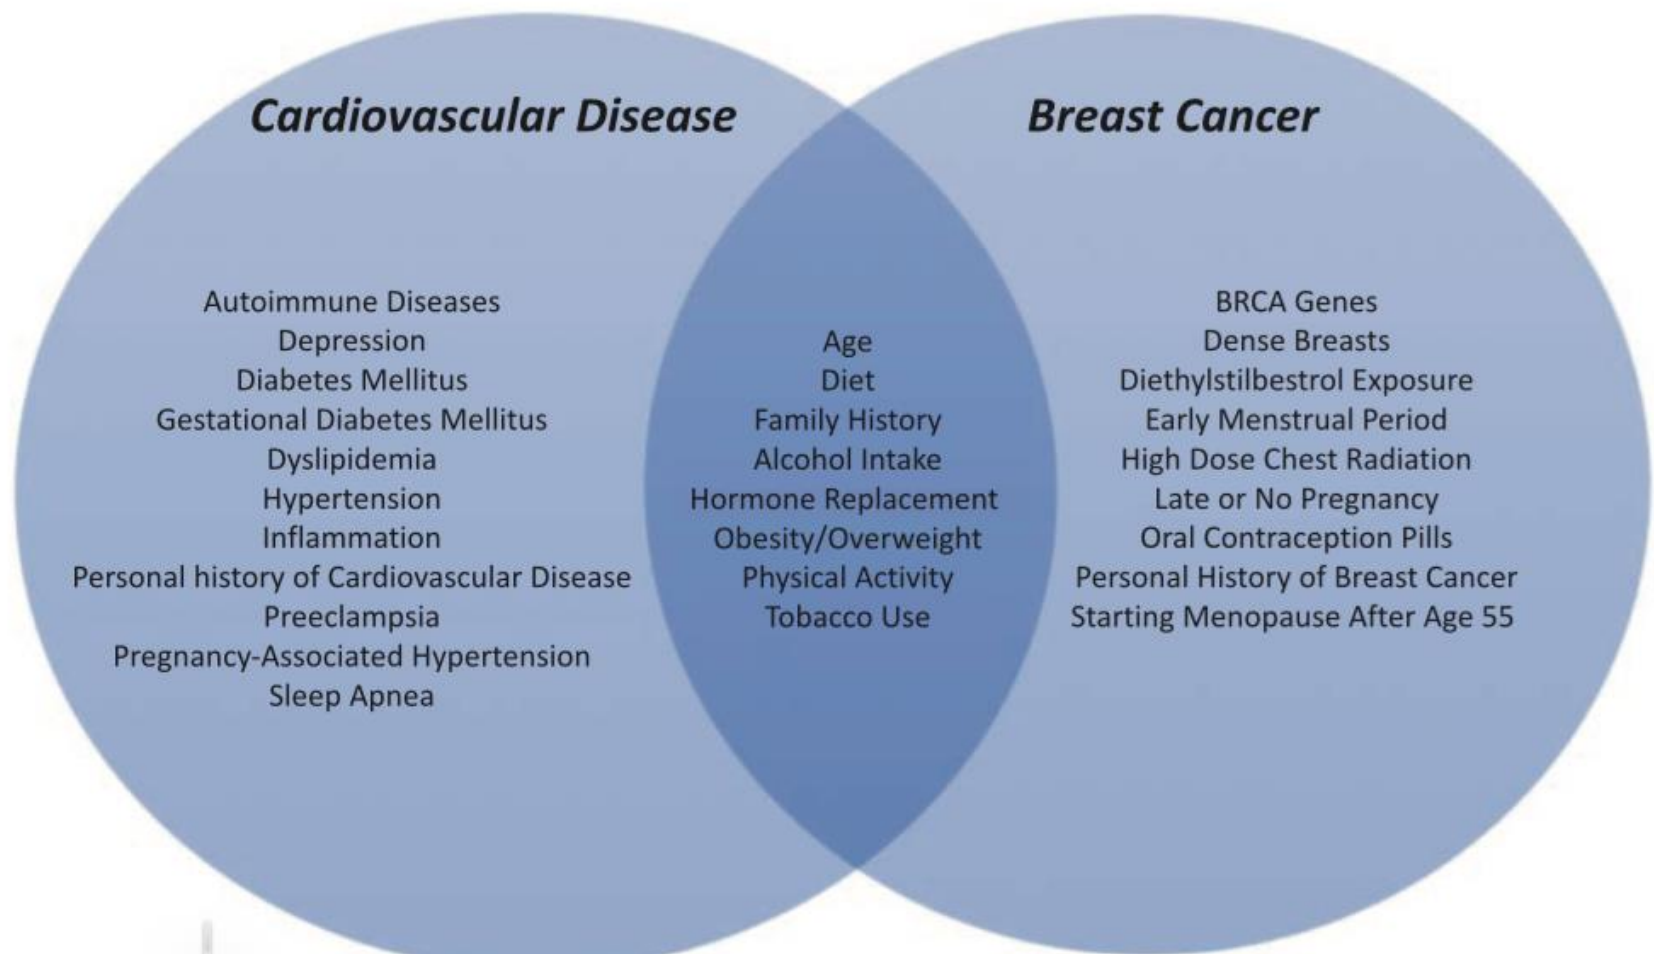 Cardiovascular Disease
Breast Cancer
Autoimmune Diseases
Depression
Diabetes Mellitus
Gestational Diabetes Mellitus
Dyslipidemia
Hypertension
Inflammation
Personal history of Cardiovascular Disease
Preeclampsia
Pregnancy-Associated Hypertension
Sleep Apnea
Age
Diet
Family History
Alcohol Intake
Hormone Replacement
Obesity/Overweight
Physical Activity
Tobacco Use
BRCA Genes
Dense Breasts
Diethylstilbestrol Exposure
Early Menstrual Period
High Dose Chest Radiation
Late or No Pregnancy
Oral Contraception Pills
Personal History of Breast Cancer
Starting Menopause After Age 55